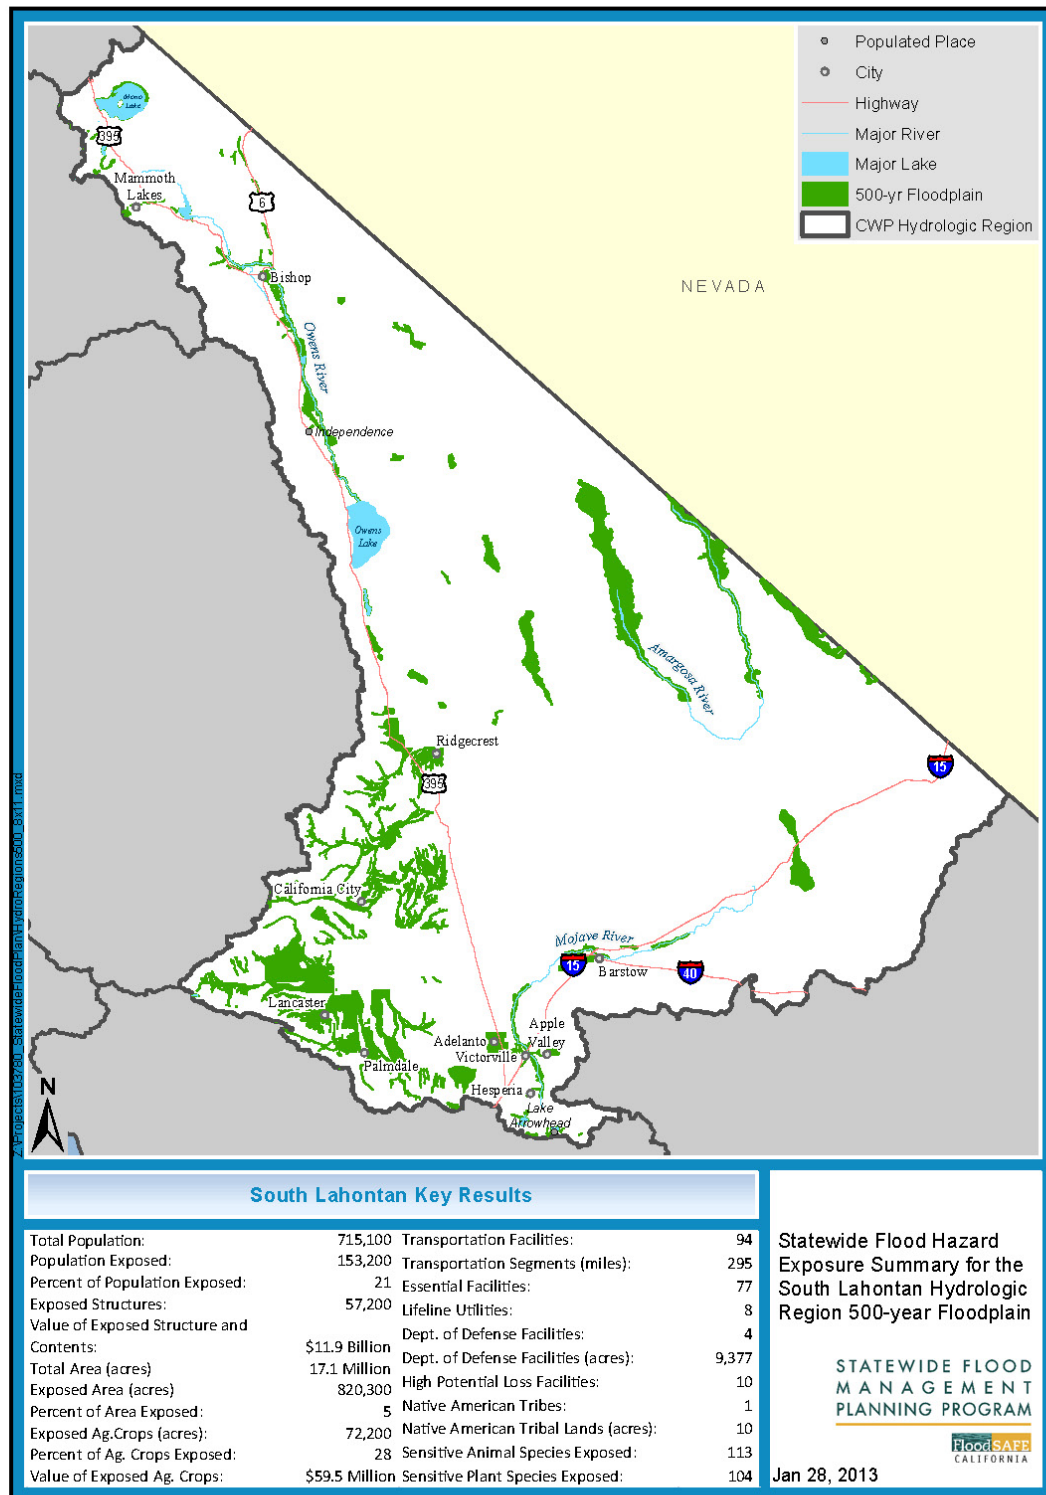 Populated Place
City
Highway
Major River
Major Lake
500-yr Floodplain
CWP Hydrologic Region
NEVADA
Mono
Lake
395
Mammoth
Lakes
6
Bishop
Owens River
Independence
Owens
Lake
Amargosa River
Ridgecrest
395
15
California City
Mojave River
15
Barstow
40
Lancaster
Palmdale
Adelanto
Victorville
Apple
Valley
Hesperia
Lake
Arrowhead
N
Z:\Projects\103780_StatewideFloodPlan\HydroRegions500_8x11.mxd
South Lahontan Key Results
Total Population: 715,100
Population Exposed: 153,200
Percent of Population Exposed: 21
Exposed Structures: 57,200
Value of Exposed Structure and
Contents: $11.9 Billion
Total Area (acres) 17.1 Million
Exposed Area (acres) 820,300
Percent of Area Exposed: 5
Exposed Ag.Crops (acres): 72,200
Percent of Ag. Crops Exposed: 28
Value of Exposed Ag. Crops: $59.5 Million
Transportation Facilities: 94
Transportation Segments (miles): 295
Essential Facilities: 77
Lifeline Utilities: 8
Dept. of Defense Facilities: 4
Dept. of Defense Facilities (acres): 9,377
High Potential Loss Facilities: 10
Native American Tribes: 1
Native American Tribal Lands (acres): 10
Sensitive Animal Species Exposed: 113
Sensitive Plant Species Exposed: 104
Statewide Flood Hazard
Exposure Summary for the
South Lahontan Hydrologic
Region 500-year Floodplain
STATEWIDE FLOOD
MANAGEMENT
PLANNING PROGRAM
FloodSAFE
CALIFORNIA
Jan 28, 2013